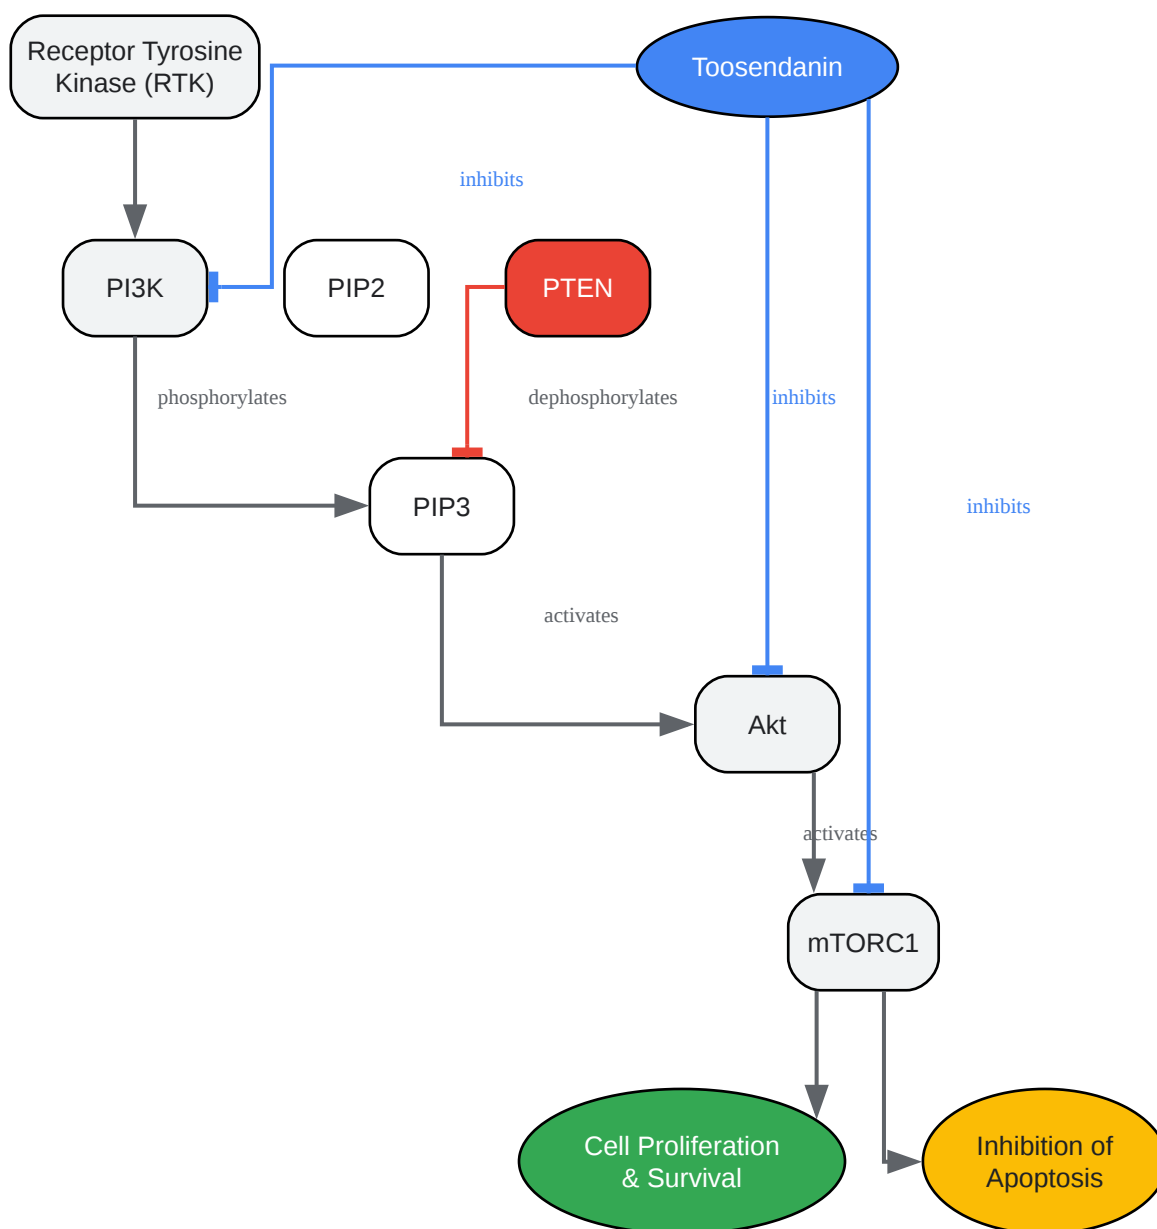 Receptor Tyrosine
Kinase (RTK)
Toosendanin
inhibits
PI3K
PIP2
PTEN
phosphorylates
dephosphorylates
inhibits
PIP3
inhibits
activates
Akt
activates
mTORC1
Cell Proliferation
& Survival
Inhibition of
Apoptosis